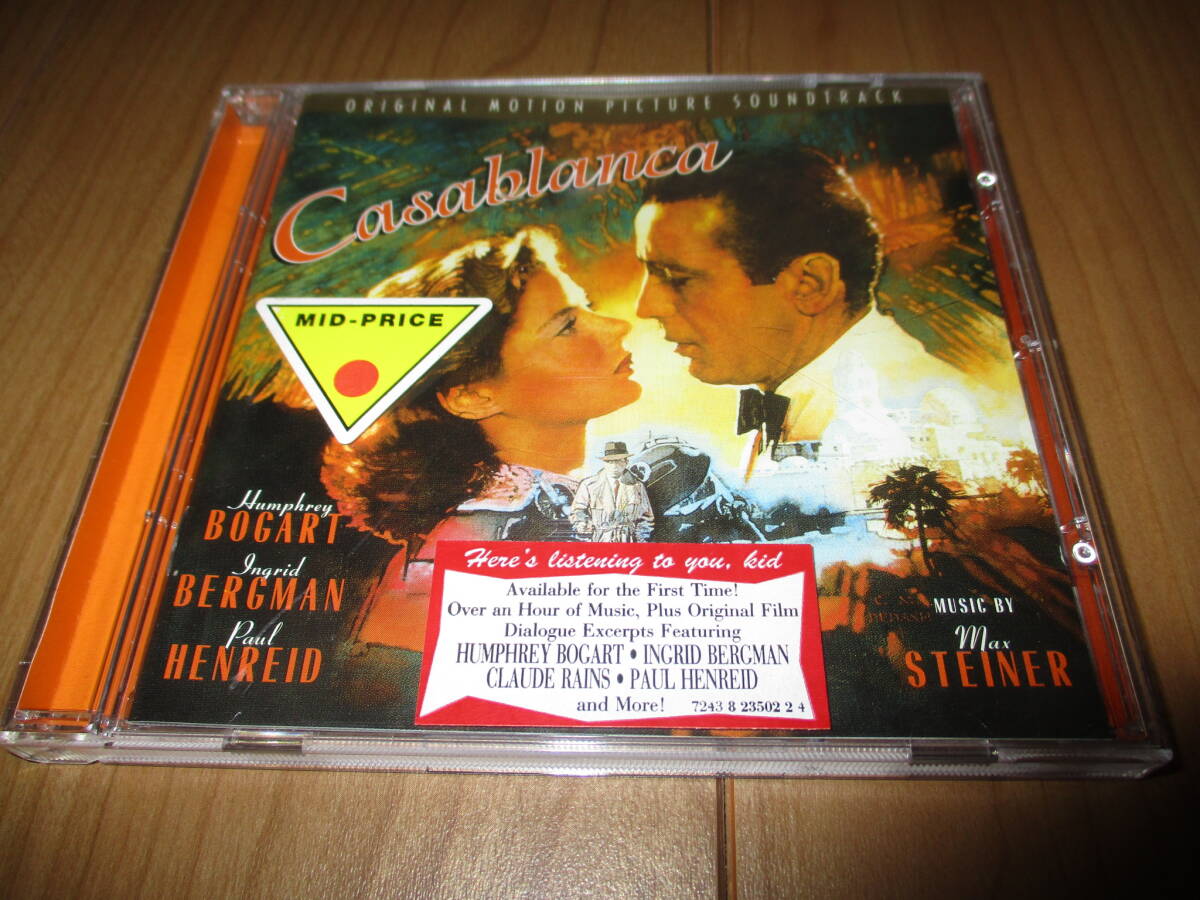 ORIGINAL MOTION PICTURE SOUNDTRACK
Casablanca
MID-PRICE
Humphrey
BOGART
Ingrid
BERGMAN
Paul
HENREID
Here's listening to you, kid
Available for the First Time!
Over an Hour of Music, Plus Original Film
Dialogue Excerpts Featuring
HUMPHREY BOGART • INGRID BERGMAN
CLAUDE RAINS • PAUL HENREID
and More! 7243 8 23502 2 4
MUSIC BY
Max
STEINER